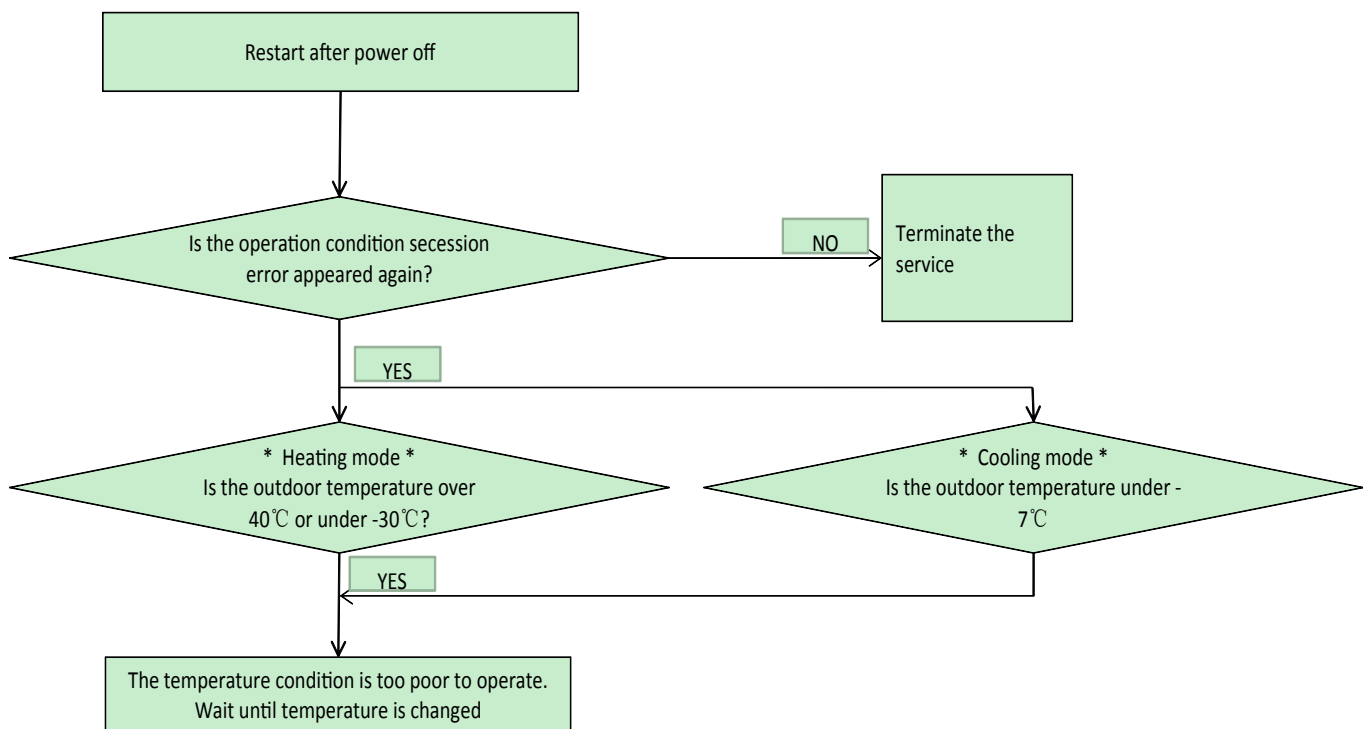 Restart after power off
Is the operation condition secession
error appeared again?
NO
Terminate the
service
YES
* Heating mode *
Is the outdoor temperature over
40℃ or under -30℃?
* Cooling mode *
Is the outdoor temperature under -
7℃
YES
The temperature condition is too poor to operate.
Wait until temperature is changed